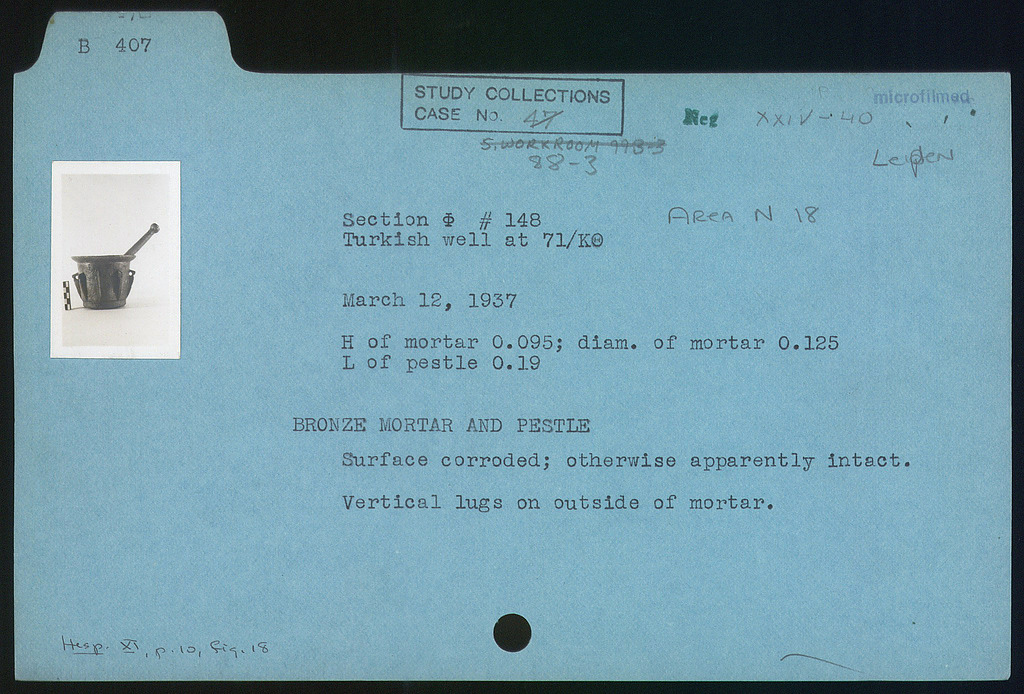 B 407
STUDY COLLECTIONS
CASE No. 47
Neg XXIV-40
microfilmed
S. WORKROOM
88-3
Leiden
Section Φ # 148
AREA N 18
Turkish well at 71/ΚΘ
March 12, 1937
H of mortar 0.095; diam. of mortar 0.125
L of pestle 0.19
BRONZE MORTAR AND PESTLE
Surface corroded; otherwise apparently intact.
Vertical lugs on outside of mortar.
Hesp. XI, p.10, fig. 18